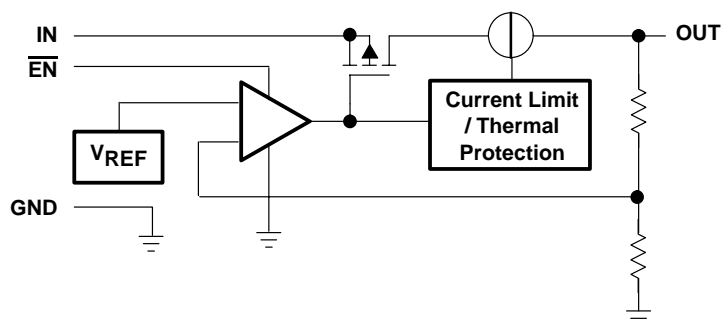 IN
OUT
EN
Current Limit
/ Thermal
Protection
VREF
GND